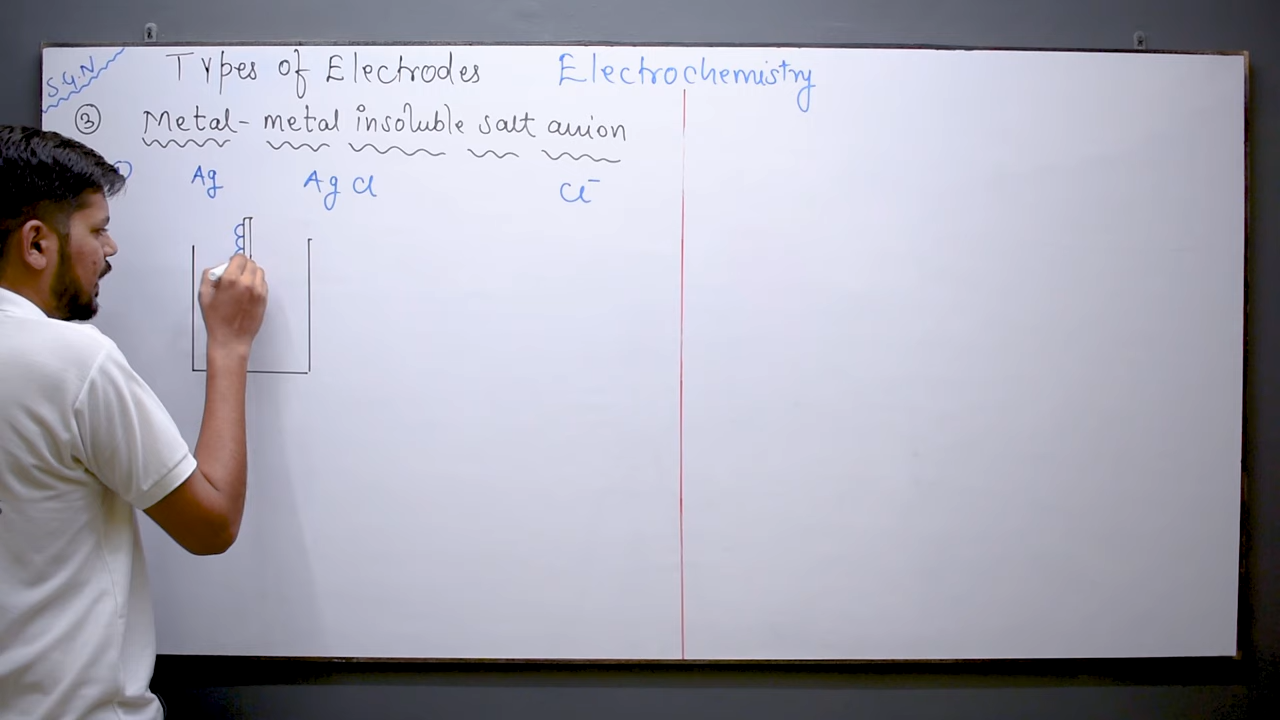 S.G.N
Types of Electrodes Electrochemistry
③ Metal- metal insoluble salt anion
Ag AgCl Cl⁻